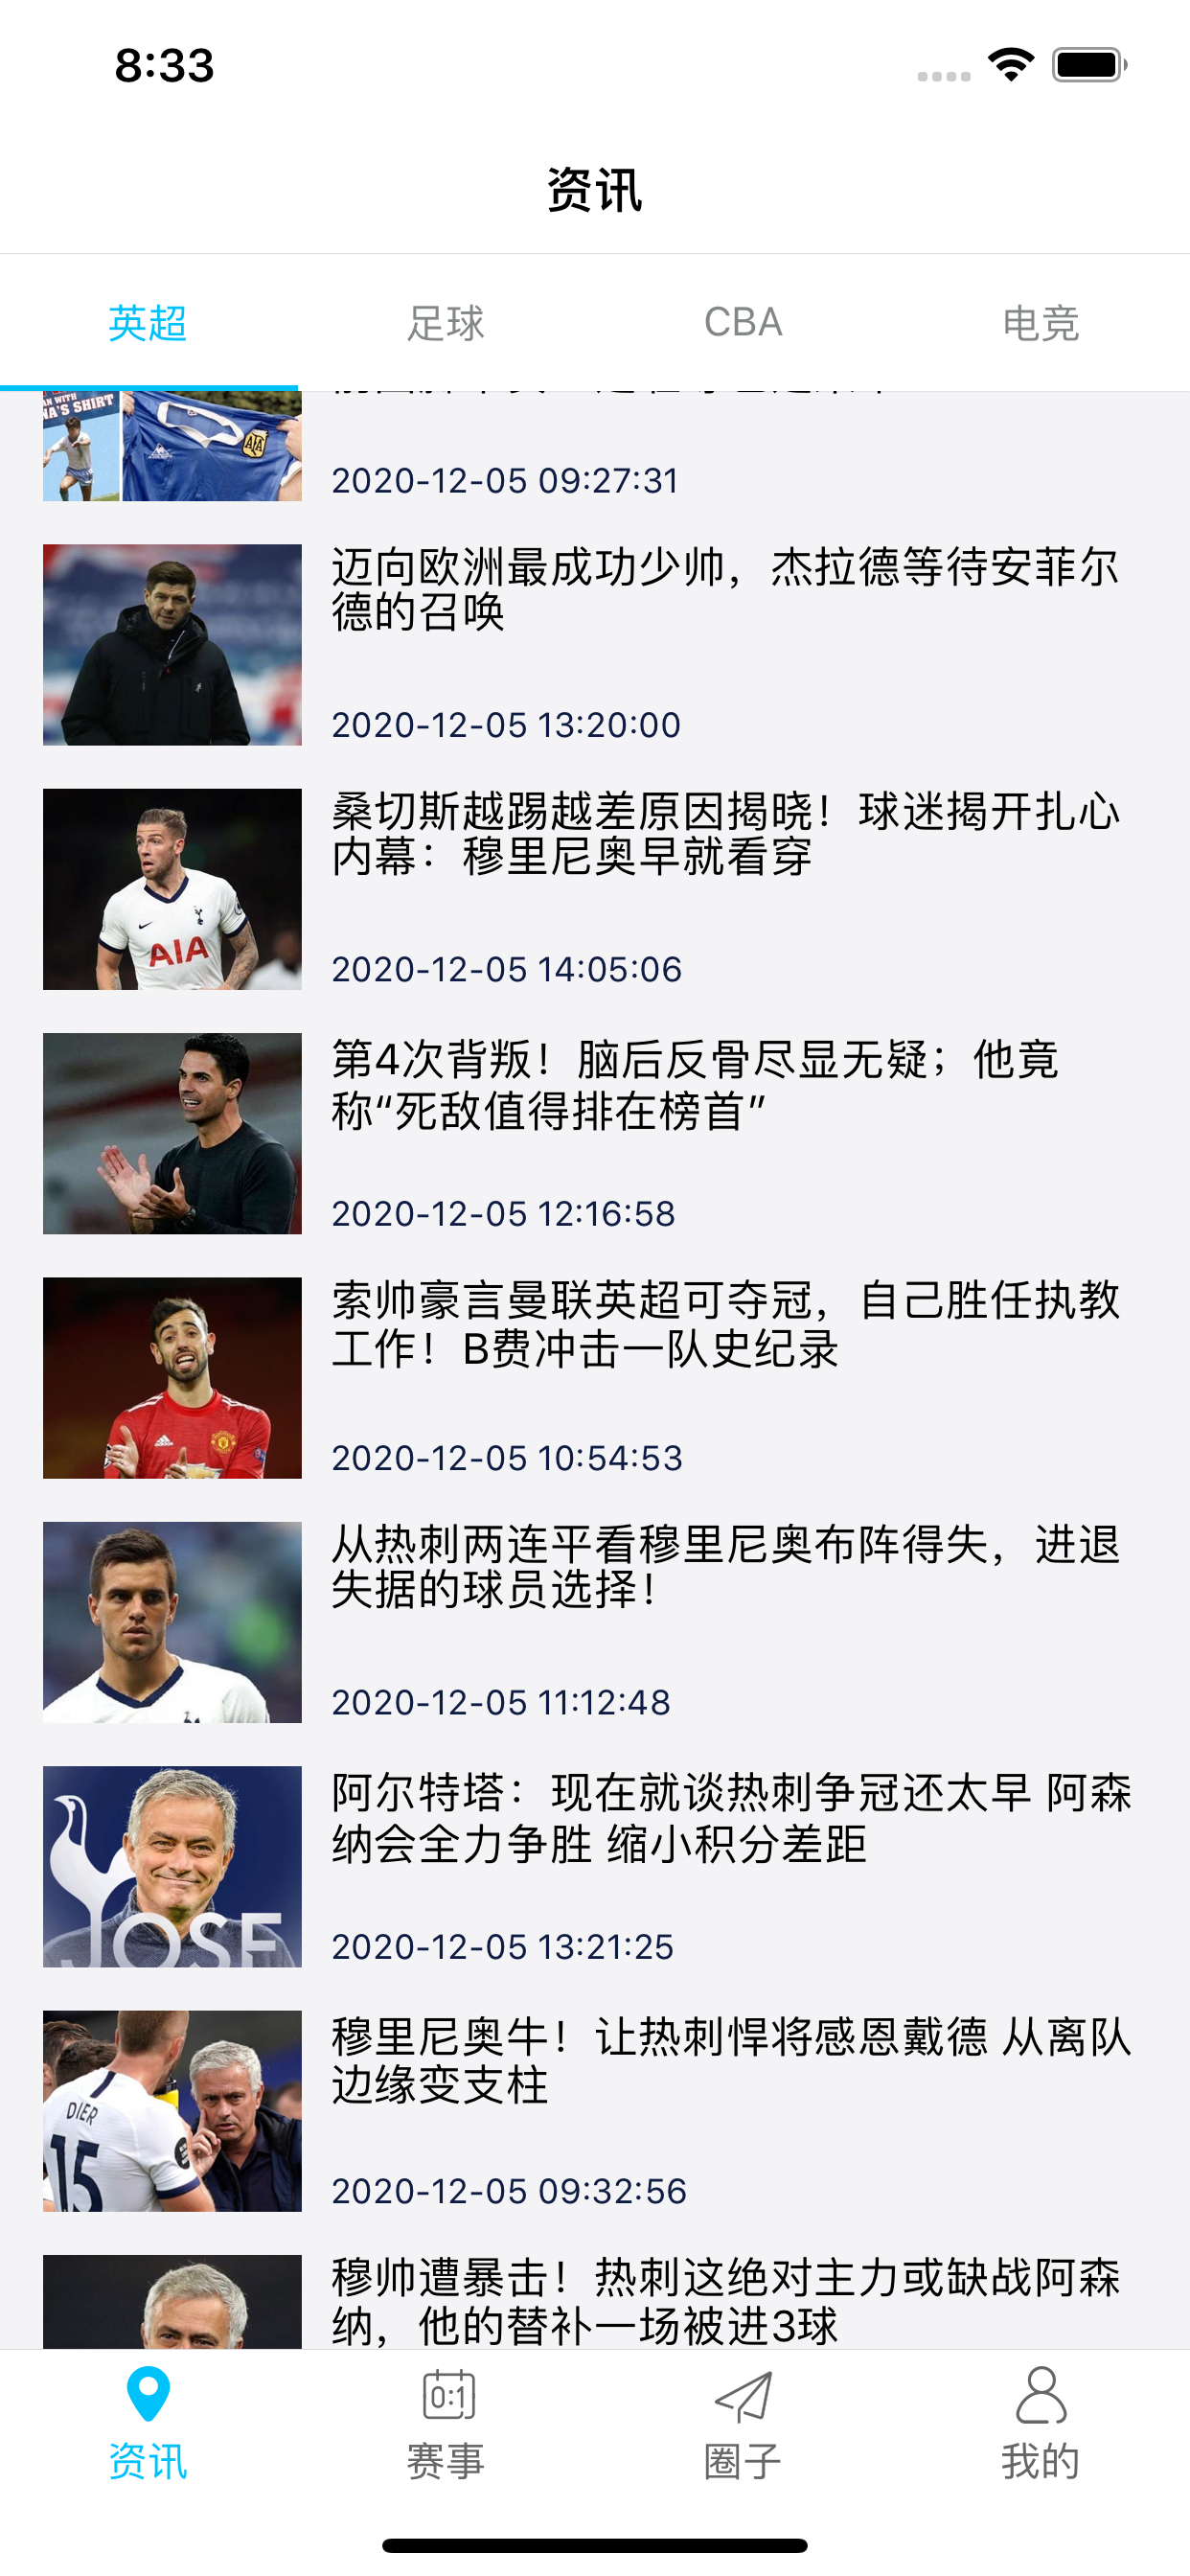 8:33
资讯
英超
足球
CBA
电竞
AN WITH
NA'S SHIRT
2020-12-05 09:27:31
迈向欧洲最成功少帅，杰拉德等待安菲尔
德的召唤
2020-12-05 13:20:00
桑切斯越踢越差原因揭晓！球迷揭开扎心
内幕：穆里尼奥早就看穿
AIA
2020-12-05 14:05:06
第4次背叛！脑后反骨尽显无疑；他竟
称“死敌值得排在榜首”
2020-12-05 12:16:58
索帅豪言曼联英超可夺冠，自己胜任执教
工作！B费冲击一队史纪录
2020-12-05 10:54:53
从热刺两连平看穆里尼奥布阵得失，进退
失据的球员选择！
2020-12-05 11:12:48
阿尔特塔：现在就谈热刺争冠还太早 阿森
纳会全力争胜 缩小积分差距
JOSE
2020-12-05 13:21:25
穆里尼奥牛！让热刺悍将感恩戴德 从离队
边缘变支柱
DIER
15
2020-12-05 09:32:56
穆帅遭暴击！热刺这绝对主力或缺战阿森
纳，他的替补一场被进3球
资讯
0:1
赛事
圈子
我的